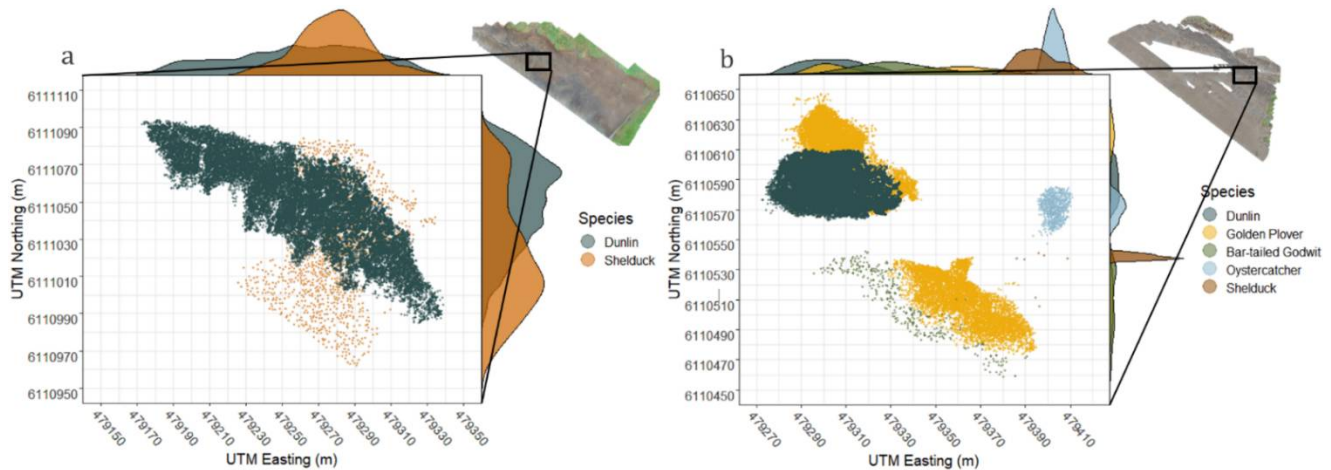 a
UTM Northing (m)
6111110
6111090
6111070
6111050
6111030
6111010
6110990
6110970
6110950
479150
479170
479190
479210
479230
479250
479270
479290
479310
479330
479350
UTM Easting (m)
Species
Dunlin
Shelduck
b
UTM Northing (m)
6110650
6110630
6110610
6110590
6110570
6110550
6110530
6110510
6110490
6110470
6110450
479270
479290
479310
479330
479350
479370
479390
479410
UTM Easting (m)
Species
Dunlin
Golden Plover
Bar-tailed Godwit
Oystercatcher
Shelduck